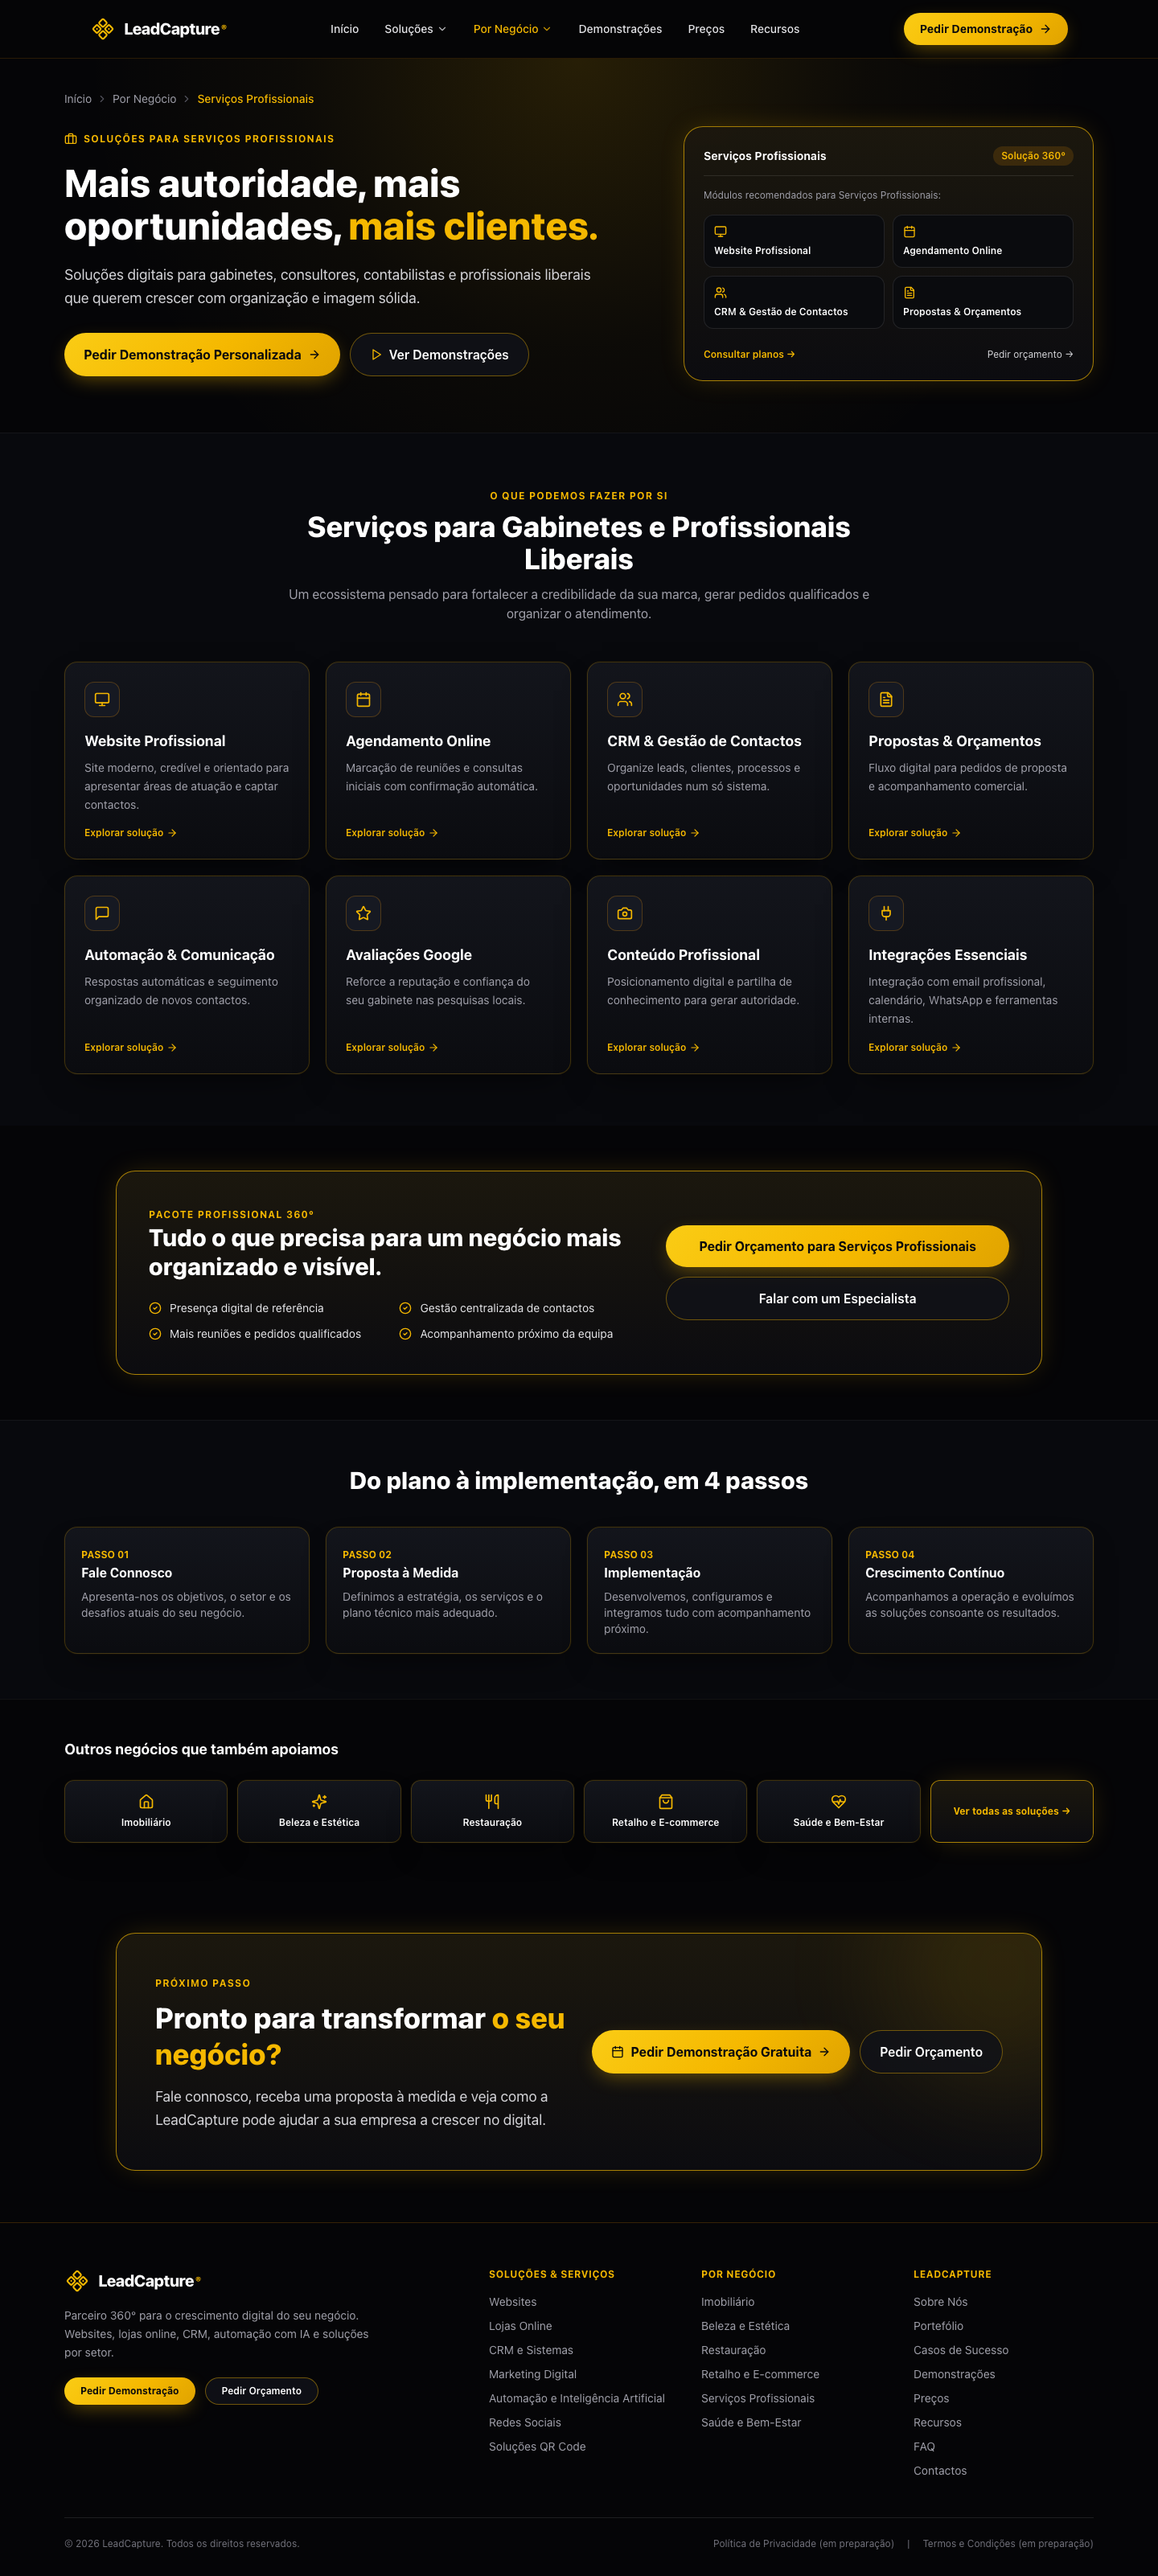 LeadCapture®
Início
Soluções
Por Negócio
Demonstrações
Preços
Recursos
Pedir Demonstração →
Início > Por Negócio > Serviços Profissionais
SOLUÇÕES PARA SERVIÇOS PROFISSIONAIS
Mais autoridade, mais
oportunidades, mais clientes.
Soluções digitais para gabinetes, consultores, contabilistas e profissionais liberais
que querem crescer com organização e imagem sólida.
Pedir Demonstração Personalizada →
Ver Demonstrações
Serviços Profissionais
Solução 360º
Módulos recomendados para Serviços Profissionais:
Website Profissional
Agendamento Online
CRM & Gestão de Contactos
Propostas & Orçamentos
Consultar planos →
Pedir orçamento →
O QUE PODEMOS FAZER POR SI
Serviços para Gabinetes e Profissionais
Liberais
Um ecossistema pensado para fortalecer a credibilidade da sua marca, gerar pedidos qualificados e
organizar o atendimento.
Website Profissional
Site moderno, credível e orientado para
apresentar áreas de atuação e captar
contactos.
Explorar solução →
Agendamento Online
Marcação de reuniões e consultas
iniciais com confirmação automática.
Explorar solução →
CRM & Gestão de Contactos
Organize leads, clientes, processos e
oportunidades num só sistema.
Explorar solução →
Propostas & Orçamentos
Fluxo digital para pedidos de proposta
e acompanhamento comercial.
Explorar solução →
Automação & Comunicação
Respostas automáticas e seguimento
organizado de novos contactos.
Explorar solução →
Avaliações Google
Reforce a reputação e confiança do
seu gabinete nas pesquisas locais.
Explorar solução →
Conteúdo Profissional
Posicionamento digital e partilha de
conhecimento para gerar autoridade.
Explorar solução →
Integrações Essenciais
Integração com email profissional,
calendário, WhatsApp e ferramentas
internas.
Explorar solução →
PACOTE PROFISSIONAL 360º
Tudo o que precisa para um negócio mais
organizado e visível.
Presença digital de referência
Gestão centralizada de contactos
Mais reuniões e pedidos qualificados
Acompanhamento próximo da equipa
Pedir Orçamento para Serviços Profissionais
Falar com um Especialista
Do plano à implementação, em 4 passos
PASSO 01
Fale Connosco
Apresenta-nos os objetivos, o setor e os
desafios atuais do seu negócio.
PASSO 02
Proposta à Medida
Definimos a estratégia, os serviços e o
plano técnico mais adequado.
PASSO 03
Implementação
Desenvolvemos, configuramos e
integramos tudo com acompanhamento
próximo.
PASSO 04
Crescimento Contínuo
Acompanhamos a operação e evoluímos
as soluções consoante os resultados.
Outros negócios que também apoiamos
Imobiliário
Beleza e Estética
Restauração
Retalho e E-commerce
Saúde e Bem-Estar
Ver todas as soluções →
PRÓXIMO PASSO
Pronto para transformar o seu
negócio?
Fale connosco, receba uma proposta à medida e veja como a
LeadCapture pode ajudar a sua empresa a crescer no digital.
Pedir Demonstração Gratuita →
Pedir Orçamento
LeadCapture®
Parceiro 360° para o crescimento digital do seu negócio.
Websites, lojas online, CRM, automação com IA e soluções
por setor.
Pedir Demonstração
Pedir Orçamento
SOLUÇÕES & SERVIÇOS
Websites
Lojas Online
CRM e Sistemas
Marketing Digital
Automação e Inteligência Artificial
Redes Sociais
Soluções QR Code
POR NEGÓCIO
Imobiliário
Beleza e Estética
Restauração
Retalho e E-commerce
Serviços Profissionais
Saúde e Bem-Estar
LEADCAPTURE
Sobre Nós
Portefólio
Casos de Sucesso
Demonstrações
Preços
Recursos
FAQ
Contactos
© 2026 LeadCapture. Todos os direitos reservados.
Política de Privacidade (em preparação) | Termos e Condições (em preparação)